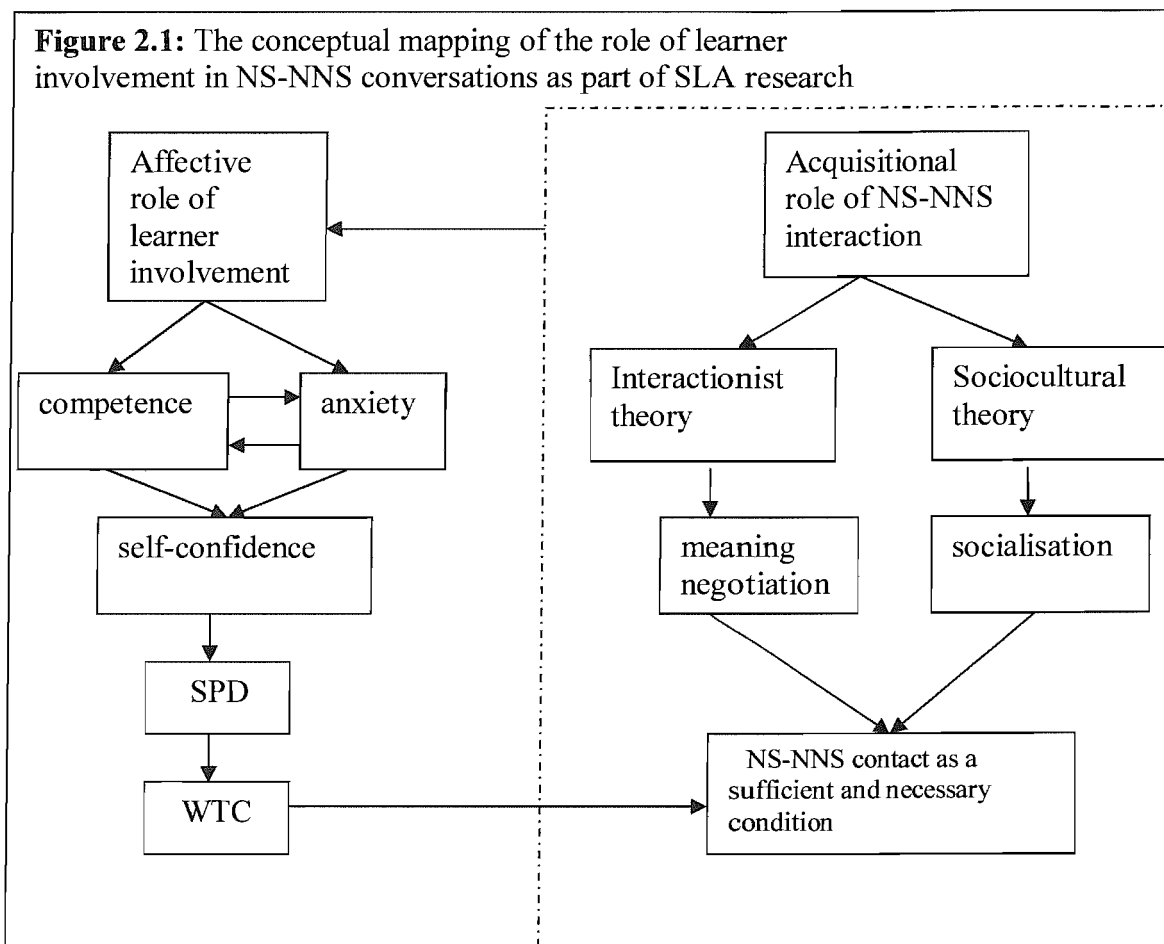 Figure 2.1: The conceptual mapping of the role of learner
involvement in NS-NNS conversations as part of SLA research
Affective
role of
learner
involvement
competence
anxiety
self-confidence
SPD
WTC
Acquisitional
role of NS-NNS
interaction
Interactionist
theory
Sociocultural
theory
meaning
negotiation
socialisation
NS-NNS contact as a
sufficient and necessary
condition